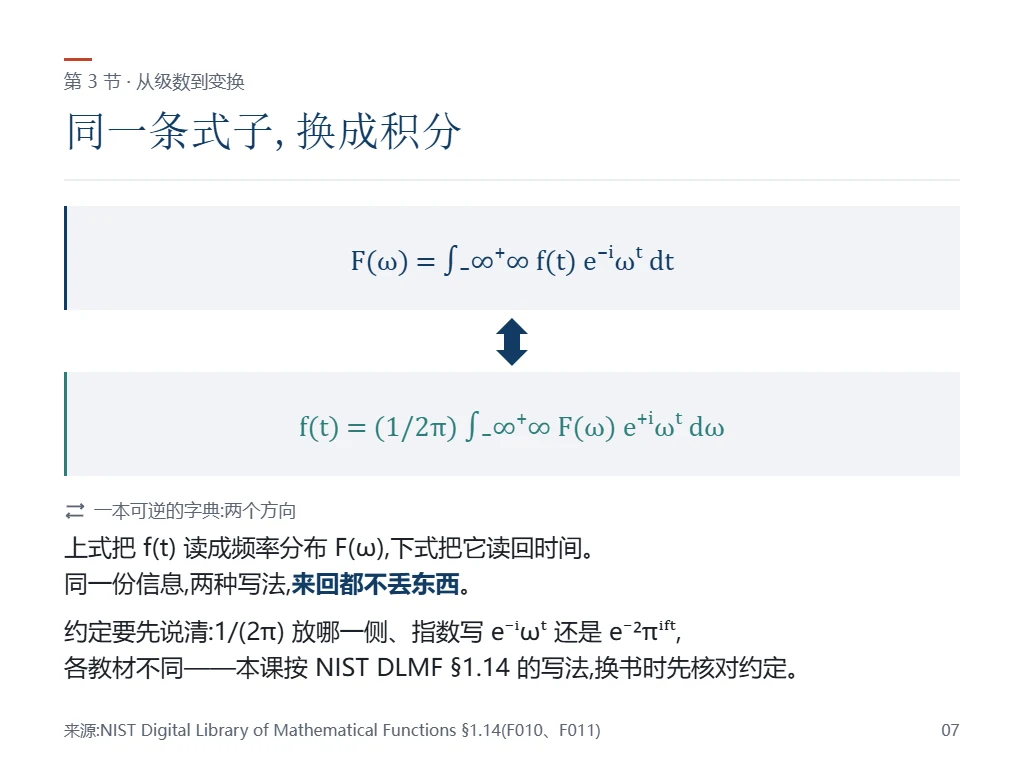 第 3 节 · 从级数到变换
同一条式子, 换成积分
F(ω) = ∫₋∞⁺∞ f(t) e⁻ⁱωᵗ dt
f(t) = (1/2π) ∫₋∞⁺∞ F(ω) e⁺ⁱωᵗ dω
一本可逆的字典:两个方向
上式把 f(t) 读成频率分布 F(ω),下式把它读回时间。
同一份信息,两种写法,来回都不丢东西。
约定要先说清:1/(2π) 放哪一侧、指数写 e⁻ⁱωᵗ 还是 e⁻²πⁱᶠᵗ,
各教材不同——本课按 NIST DLMF §1.14 的写法,换书时先核对约定。
来源:NIST Digital Library of Mathematical Functions §1.14(F010、F011)
07